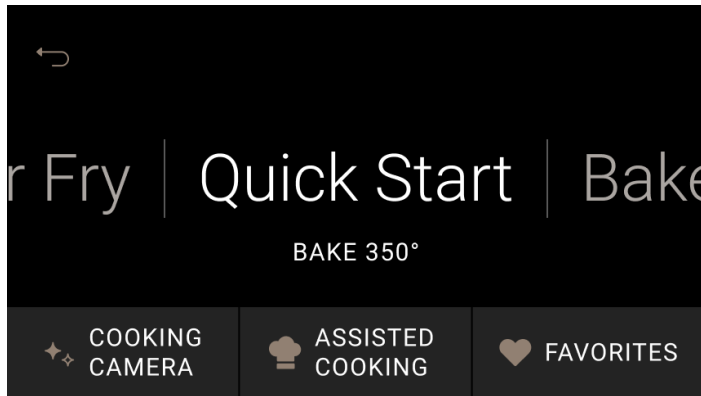 r Fry
Quick Start
Bake
BAKE 350°
COOKING
CAMERA
ASSISTED
COOKING
FAVORITES